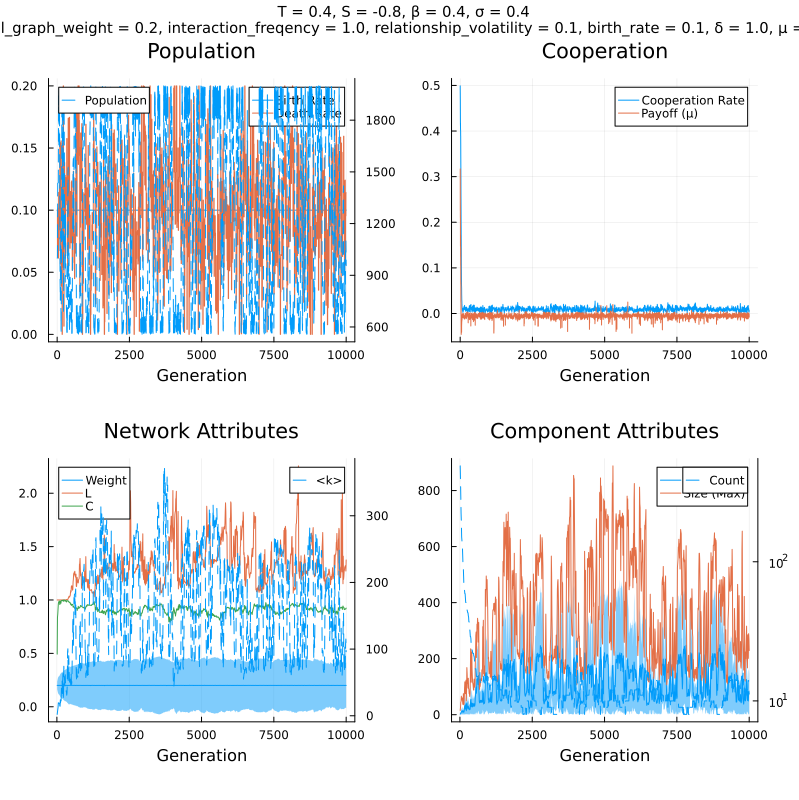 T = 0.4, S = -0.8, β = 0.4, σ = 0.4
l_graph_weight = 0.2, interaction_freqency = 1.0, relationship_volatility = 0.1, birth_rate = 0.1, δ = 1.0, μ =
Population
Cooperation
0.20
0.15
0.10
0.05
0.00
1800
1500
1200
900
600
Population
Birth Rate
Death Rate
0 2500 5000 7500 10000
Generation
0.5
0.4
0.3
0.2
0.1
0.0
Cooperation Rate
Payoff (μ)
0 2500 5000 7500 10000
Generation
Network Attributes
Component Attributes
2.0
1.5
1.0
0.5
0.0
300
200
100
0
Weight
L
C
<k>
0 2500 5000 7500 10000
Generation
800
600
400
200
0
10²
10¹
Count
Size (Max)
0 2500 5000 7500 10000
Generation